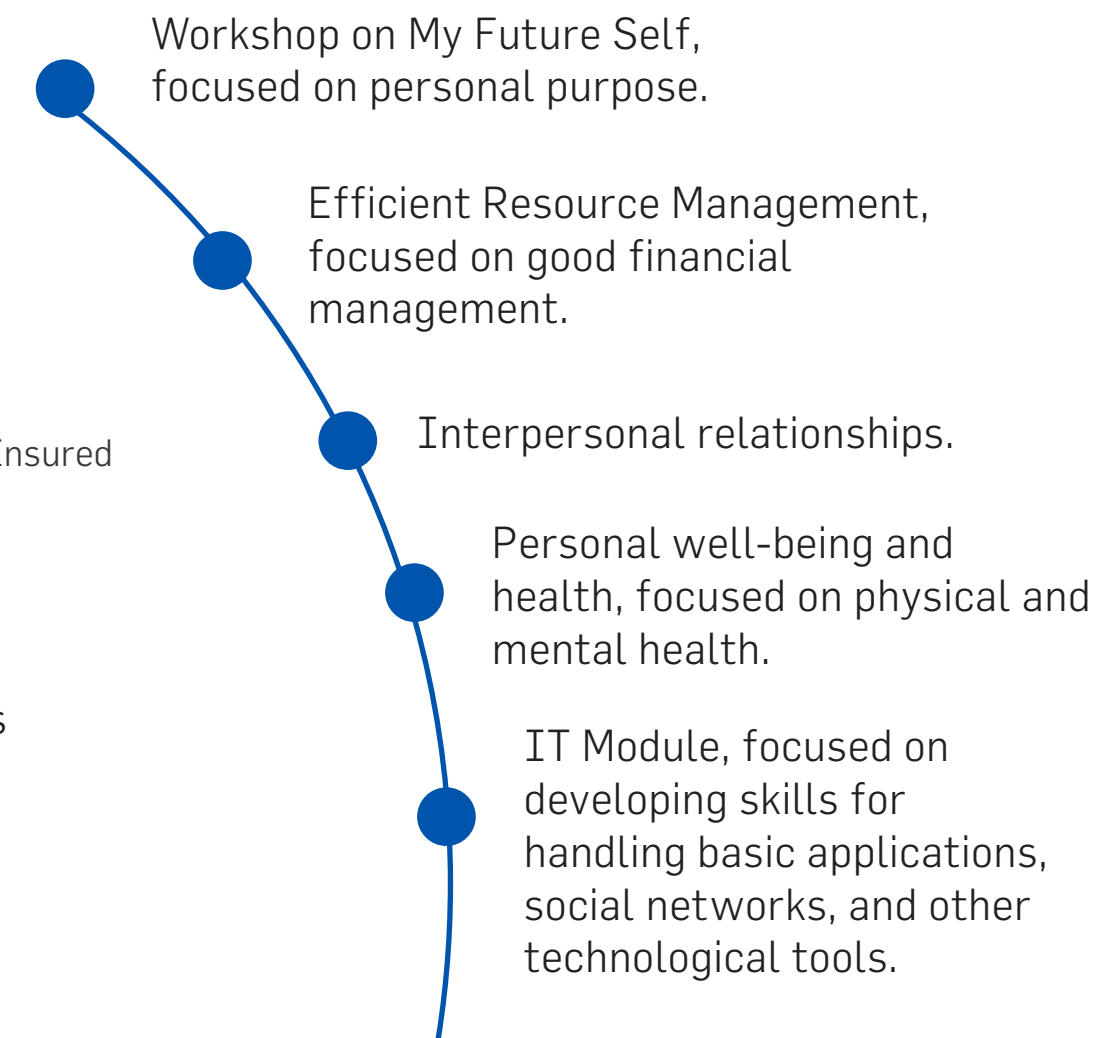 Workshop on My Future Self,
focused on personal purpose.
Efficient Resource Management,
focused on good financial
management.
Interpersonal relationships.
Insured
Personal well-being and
health, focused on physical and
mental health.
s
IT Module, focused on
developing skills for
handling basic applications,
social networks, and other
technological tools.